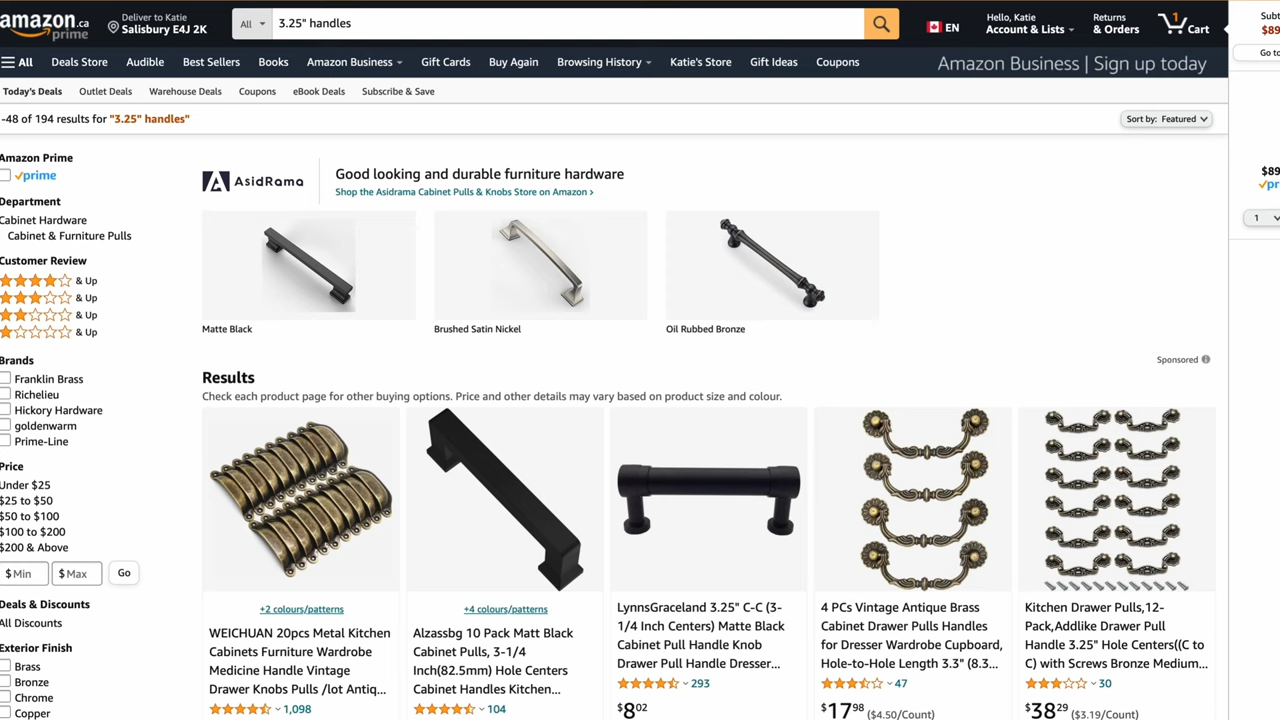 amazon.ca
prime
Deliver to Katie
Salisbury E4J 2K
All
3.25" handles
EN
Hello, Katie
Account & Lists
Returns
& Orders
1
Cart
Subt
$89
Go to
All
Deals Store
Audible
Best Sellers
Books
Amazon Business
Gift Cards
Buy Again
Browsing History
Katie's Store
Gift Ideas
Coupons
Amazon Business | Sign up today
Today's Deals
Outlet Deals
Warehouse Deals
Coupons
eBook Deals
Subscribe & Save
-48 of 194 results for "3.25" handles"
Sort by: Featured
$89
pr
1
Amazon Prime
prime
Department
Cabinet Hardware
Cabinet & Furniture Pulls
Customer Review
& Up
& Up
& Up
& Up
Brands
Franklin Brass
Richelieu
Hickory Hardware
goldenwarm
Prime-Line
Price
Under $25
$25 to $50
$50 to $100
$100 to $200
$200 & Above
$ Min
$ Max
Go
Deals & Discounts
All Discounts
Exterior Finish
Brass
Bronze
Chrome
Copper
AsidRama
Good looking and durable furniture hardware
Shop the Asidrama Cabinet Pulls & Knobs Store on Amazon ›
Matte Black
Brushed Satin Nickel
Oil Rubbed Bronze
Sponsored
Results
Check each product page for other buying options. Price and other details may vary based on product size and colour.
+2 colours/patterns
WEICHUAN 20pcs Metal Kitchen
Cabinets Furniture Wardrobe
Medicine Handle Vintage
Drawer Knobs Pulls /lot Antiq...
1,098
+4 colours/patterns
Alzassbg 10 Pack Matt Black
Cabinet Pulls, 3-1/4
Inch(82.5mm) Hole Centers
Cabinet Handles Kitchen...
104
LynnsGraceland 3.25" C-C (3-
1/4 Inch Centers) Matte Black
Cabinet Pull Handle Knob
Drawer Pull Handle Dresser...
293
$8.02
4 PCs Vintage Antique Brass
Cabinet Drawer Pulls Handles
for Dresser Wardrobe Cupboard,
Hole-to-Hole Length 3.3" (8.3...
47
$17.98 ($4.50/Count)
Kitchen Drawer Pulls,12-
Pack,Addlike Drawer Pull
Handle 3.25" Hole Centers((C to
C) with Screws Bronze Medium...
30
$38.29 ($3.19/Count)